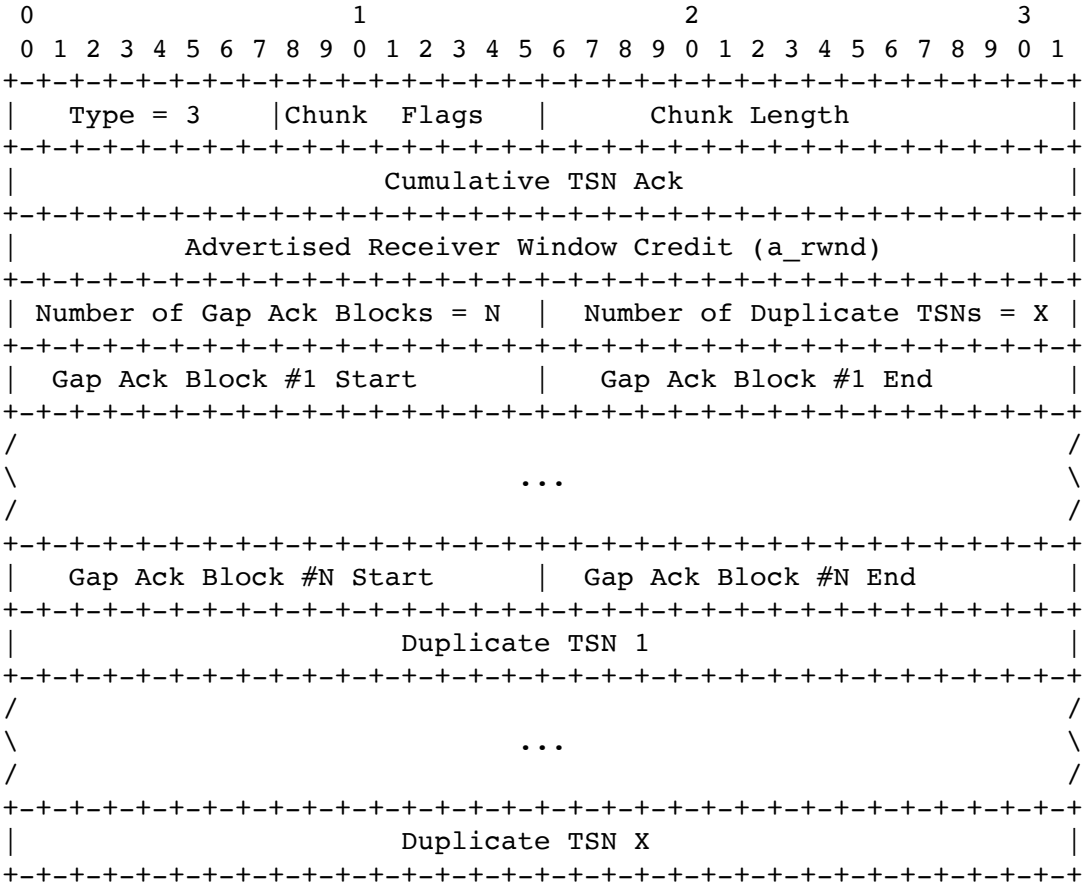 0                   1                   2                   3
 0 1 2 3 4 5 6 7 8 9 0 1 2 3 4 5 6 7 8 9 0 1 2 3 4 5 6 7 8 9 0 1
+-+-+-+-+-+-+-+-+-+-+-+-+-+-+-+-+-+-+-+-+-+-+-+-+-+-+-+-+-+-+-+-+
|   Type = 3    |Chunk  Flags   |      Chunk Length             |
+-+-+-+-+-+-+-+-+-+-+-+-+-+-+-+-+-+-+-+-+-+-+-+-+-+-+-+-+-+-+-+-+
|                      Cumulative TSN Ack                       |
+-+-+-+-+-+-+-+-+-+-+-+-+-+-+-+-+-+-+-+-+-+-+-+-+-+-+-+-+-+-+-+-+
|          Advertised Receiver Window Credit (a_rwnd)           |
+-+-+-+-+-+-+-+-+-+-+-+-+-+-+-+-+-+-+-+-+-+-+-+-+-+-+-+-+-+-+-+-+
| Number of Gap Ack Blocks = N  |  Number of Duplicate TSNs = X |
+-+-+-+-+-+-+-+-+-+-+-+-+-+-+-+-+-+-+-+-+-+-+-+-+-+-+-+-+-+-+-+-+
|  Gap Ack Block #1 Start       |   Gap Ack Block #1 End        |
+-+-+-+-+-+-+-+-+-+-+-+-+-+-+-+-+-+-+-+-+-+-+-+-+-+-+-+-+-+-+-+-+
/                                                               /
\                              ...                              \
/                                                               /
+-+-+-+-+-+-+-+-+-+-+-+-+-+-+-+-+-+-+-+-+-+-+-+-+-+-+-+-+-+-+-+-+
|   Gap Ack Block #N Start      |  Gap Ack Block #N End         |
+-+-+-+-+-+-+-+-+-+-+-+-+-+-+-+-+-+-+-+-+-+-+-+-+-+-+-+-+-+-+-+-+
|                       Duplicate TSN 1                         |
+-+-+-+-+-+-+-+-+-+-+-+-+-+-+-+-+-+-+-+-+-+-+-+-+-+-+-+-+-+-+-+-+
/                                                               /
\                              ...                              \
/                                                               /
+-+-+-+-+-+-+-+-+-+-+-+-+-+-+-+-+-+-+-+-+-+-+-+-+-+-+-+-+-+-+-+-+
|                       Duplicate TSN X                         |
+-+-+-+-+-+-+-+-+-+-+-+-+-+-+-+-+-+-+-+-+-+-+-+-+-+-+-+-+-+-+-+-+